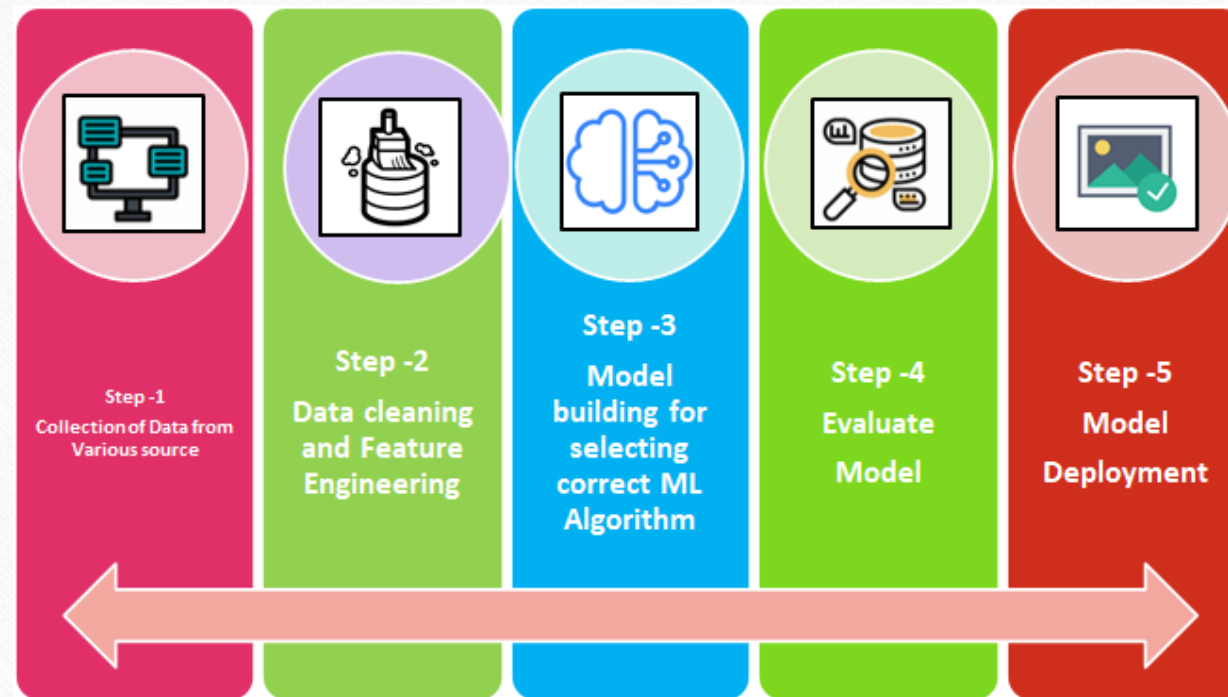 Step -1
Collection of Data from
Various source
Step -2
Data cleaning
and Feature
Engineering
Step -3
Model
building for
selecting
correct ML
Algorithm
Step -4
Evaluate
Model
Step -5
Model
Deployment